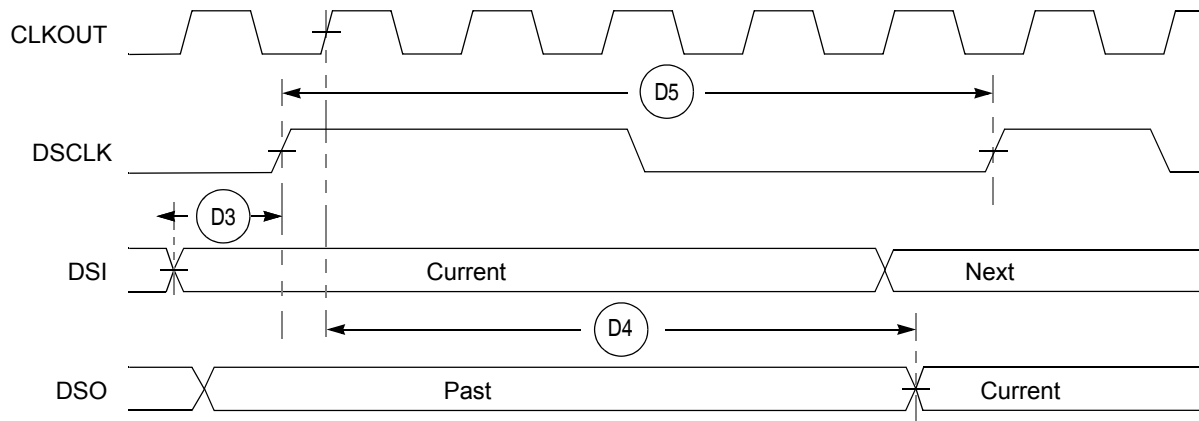 CLKOUT
D5
DSCLK
D3
DSI
Current
Next
D4
DSO
Past
Current